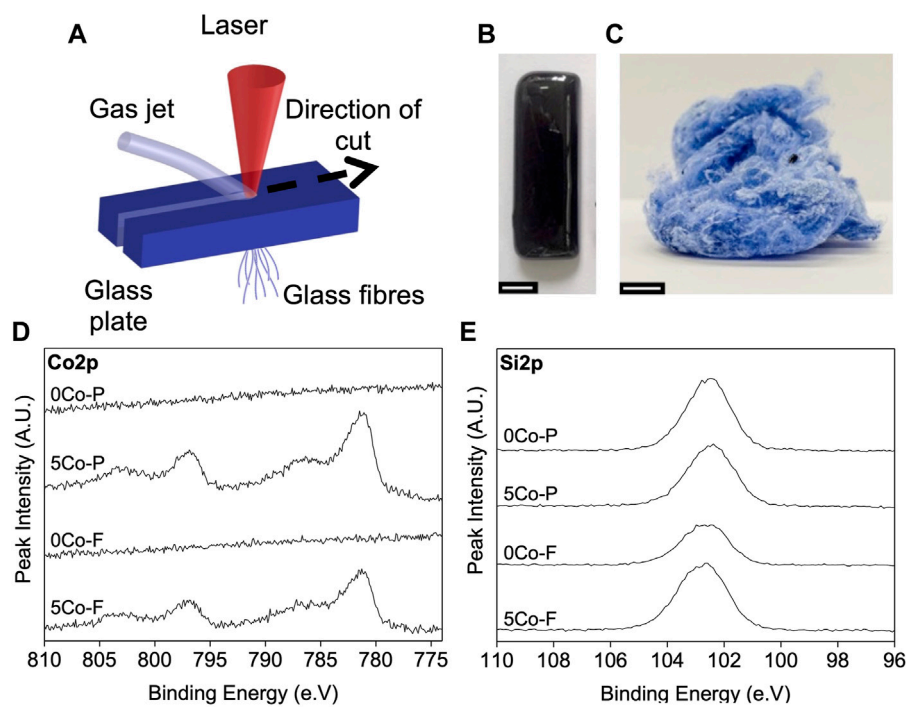 A
Laser
Gas jet
Direction of
cut
Glass
plate
Glass fibres
B
C
D
Co2p
0Co-P
5Co-P
0Co-F
5Co-F
Peak Intensity (A.U.)
810 805 800 795 790 785 780 775
Binding Energy (e.V)
E
Si2p
0Co-P
5Co-P
0Co-F
5Co-F
Peak Intensity (A.U.)
110 108 106 104 102 100 98 96
Binding Energy (e.V)